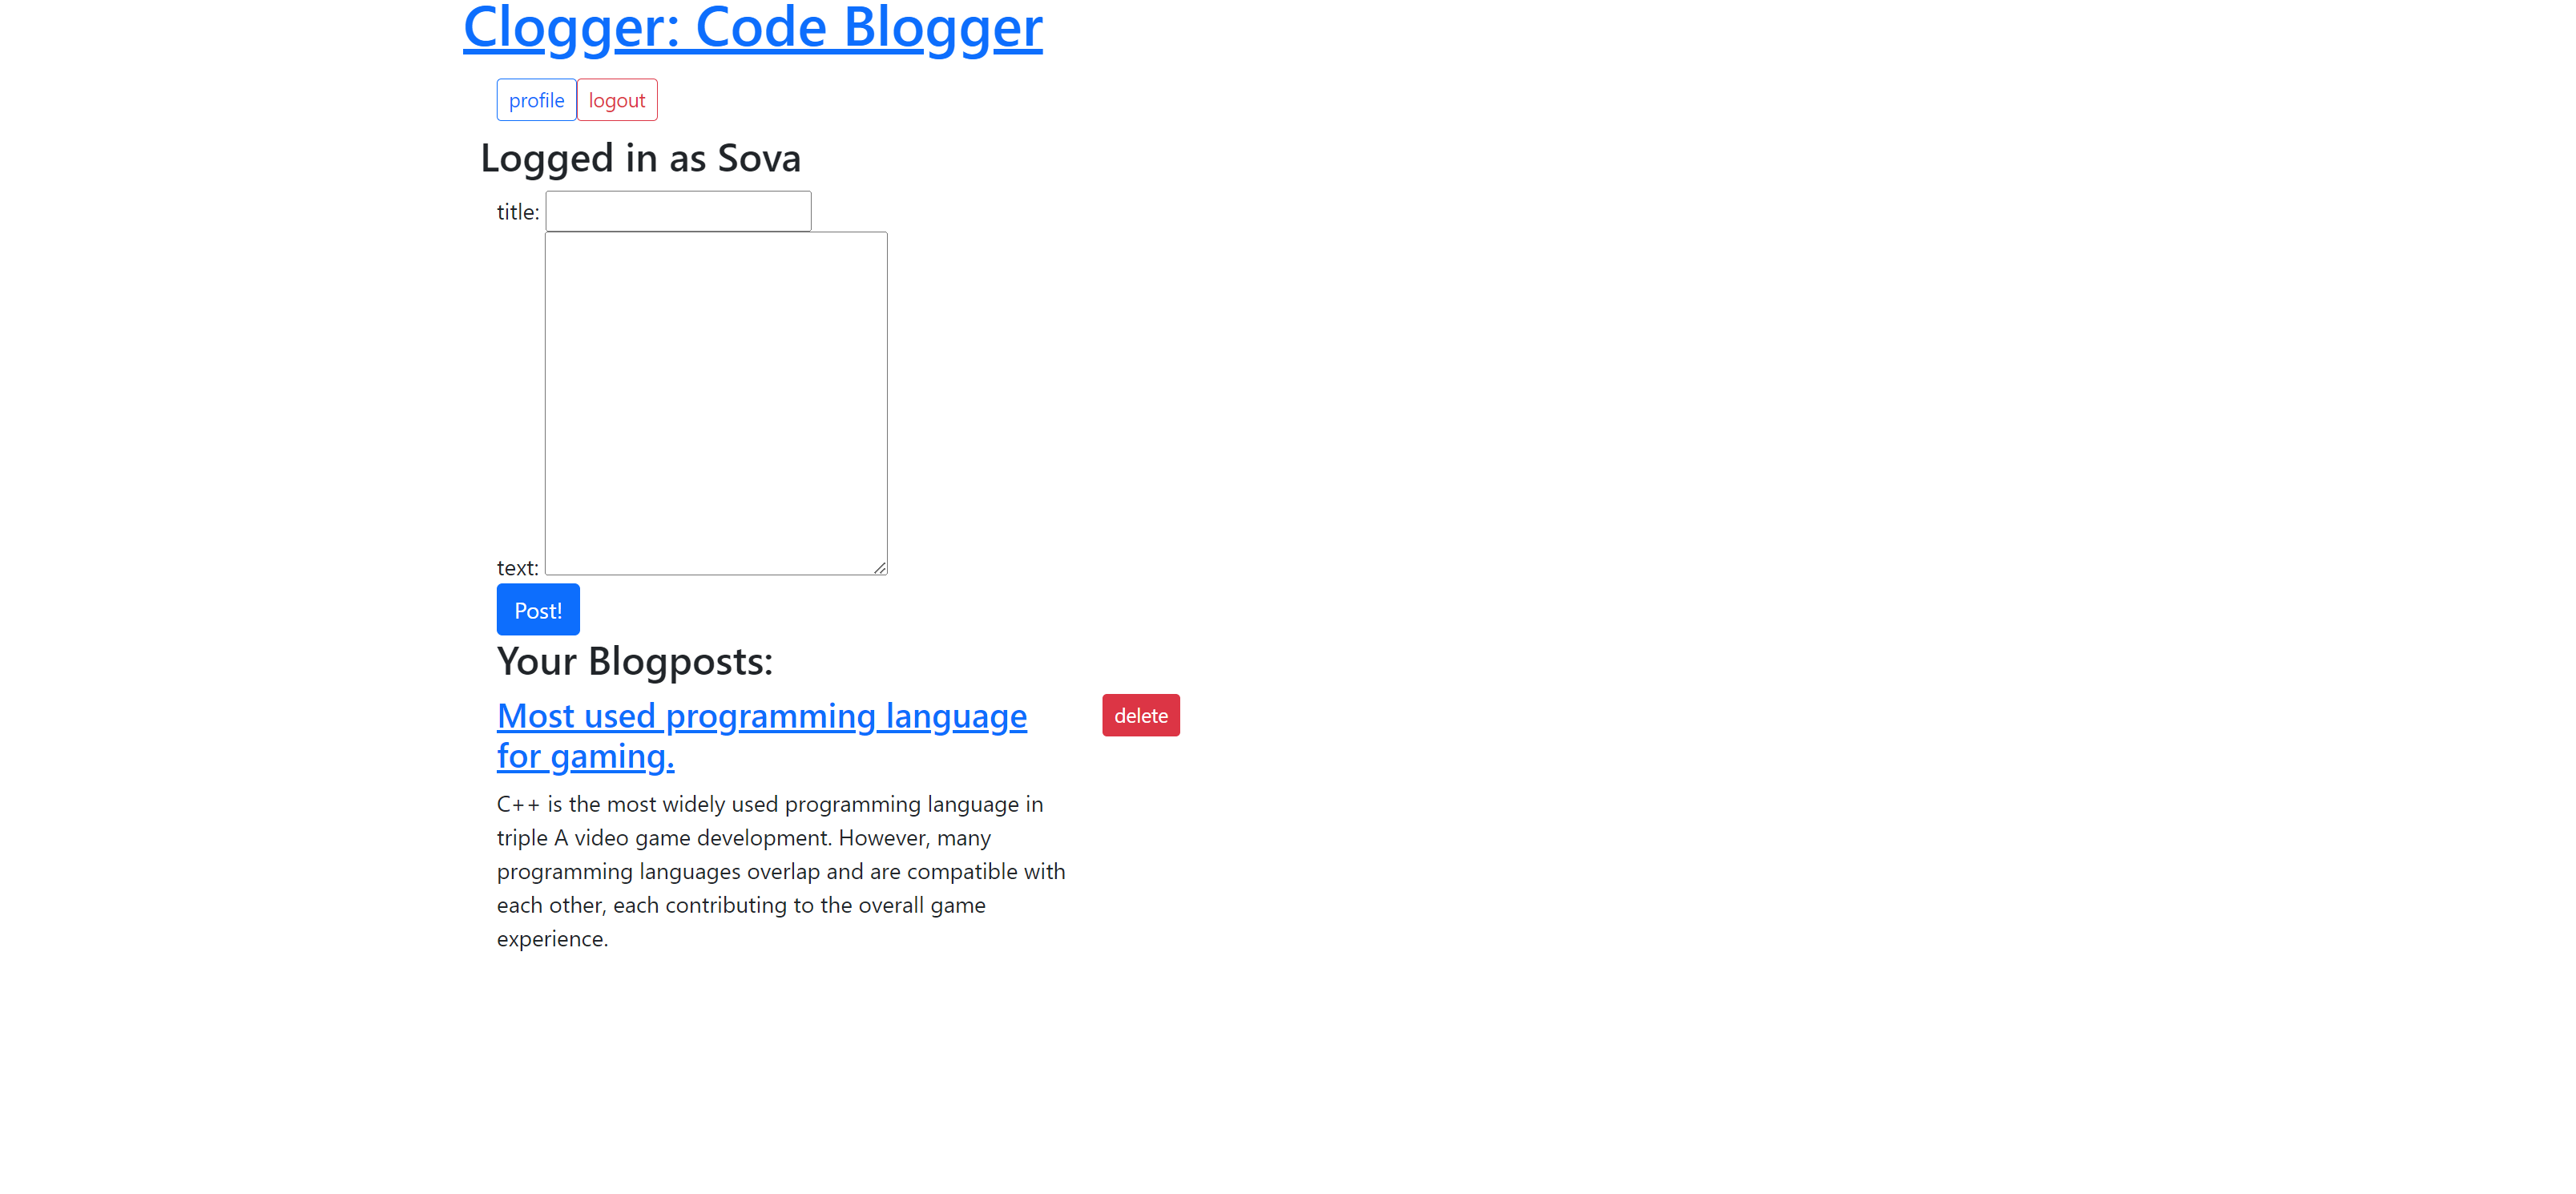 Clogger: Code Blogger
profile logout
Logged in as Sova
title:
text:
Post!
Your Blogposts:
Most used programming language
for gaming.
delete
C++ is the most widely used programming language in
triple A video game development. However, many
programming languages overlap and are compatible with
each other, each contributing to the overall game
experience.